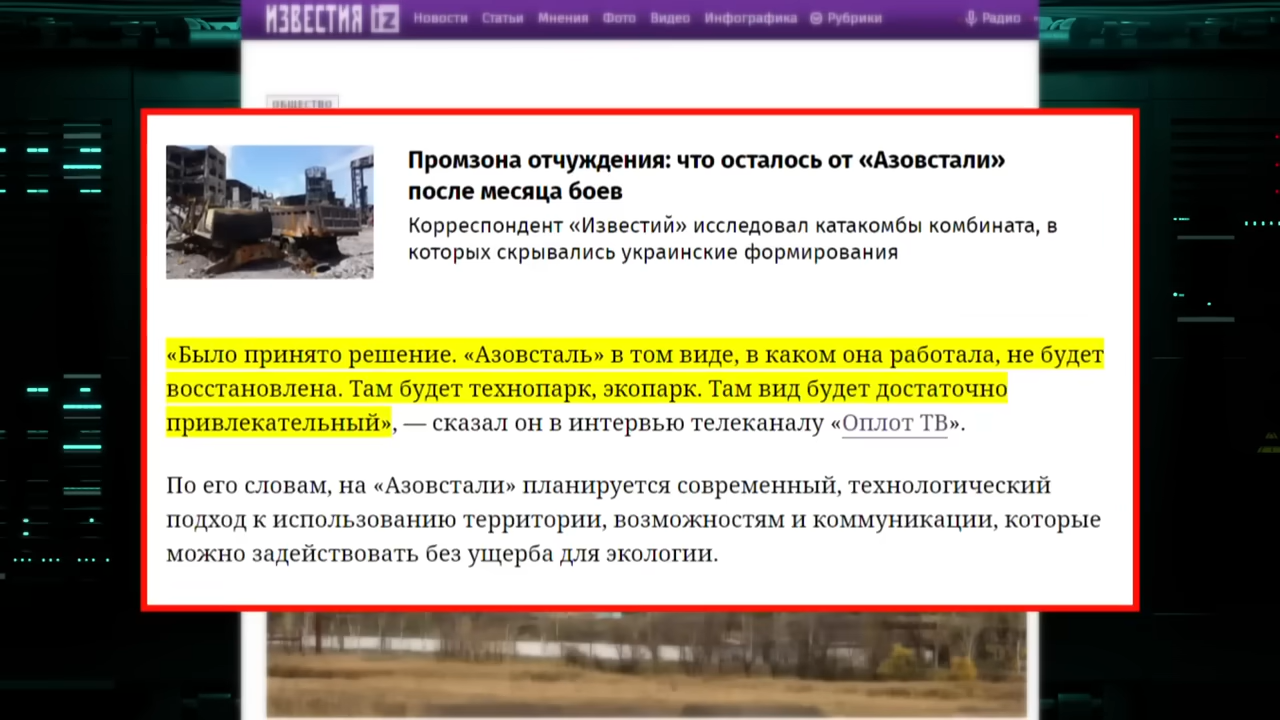 ИЗВЕСТИЯ IZ Новости Статьи Мнения Фото Видео Инфографика Рубрики Радио
ОБЩЕСТВО
Промзона отчуждения: что осталось от «Азовстали»
после месяца боев
Корреспондент «Известий» исследовал катакомбы комбината, в
которых скрывались украинские формирования
«Было принято решение. «Азовсталь» в том виде, в каком она работала, не будет
восстановлена. Там будет технопарк, экопарк. Там вид будет достаточно
привлекательный», — сказал он в интервью телеканалу «Оплот ТВ».
По его словам, на «Азовстали» планируется современный, технологический
подход к использованию территории, возможностям и коммуникации, которые
можно задействовать без ущерба для экологии.